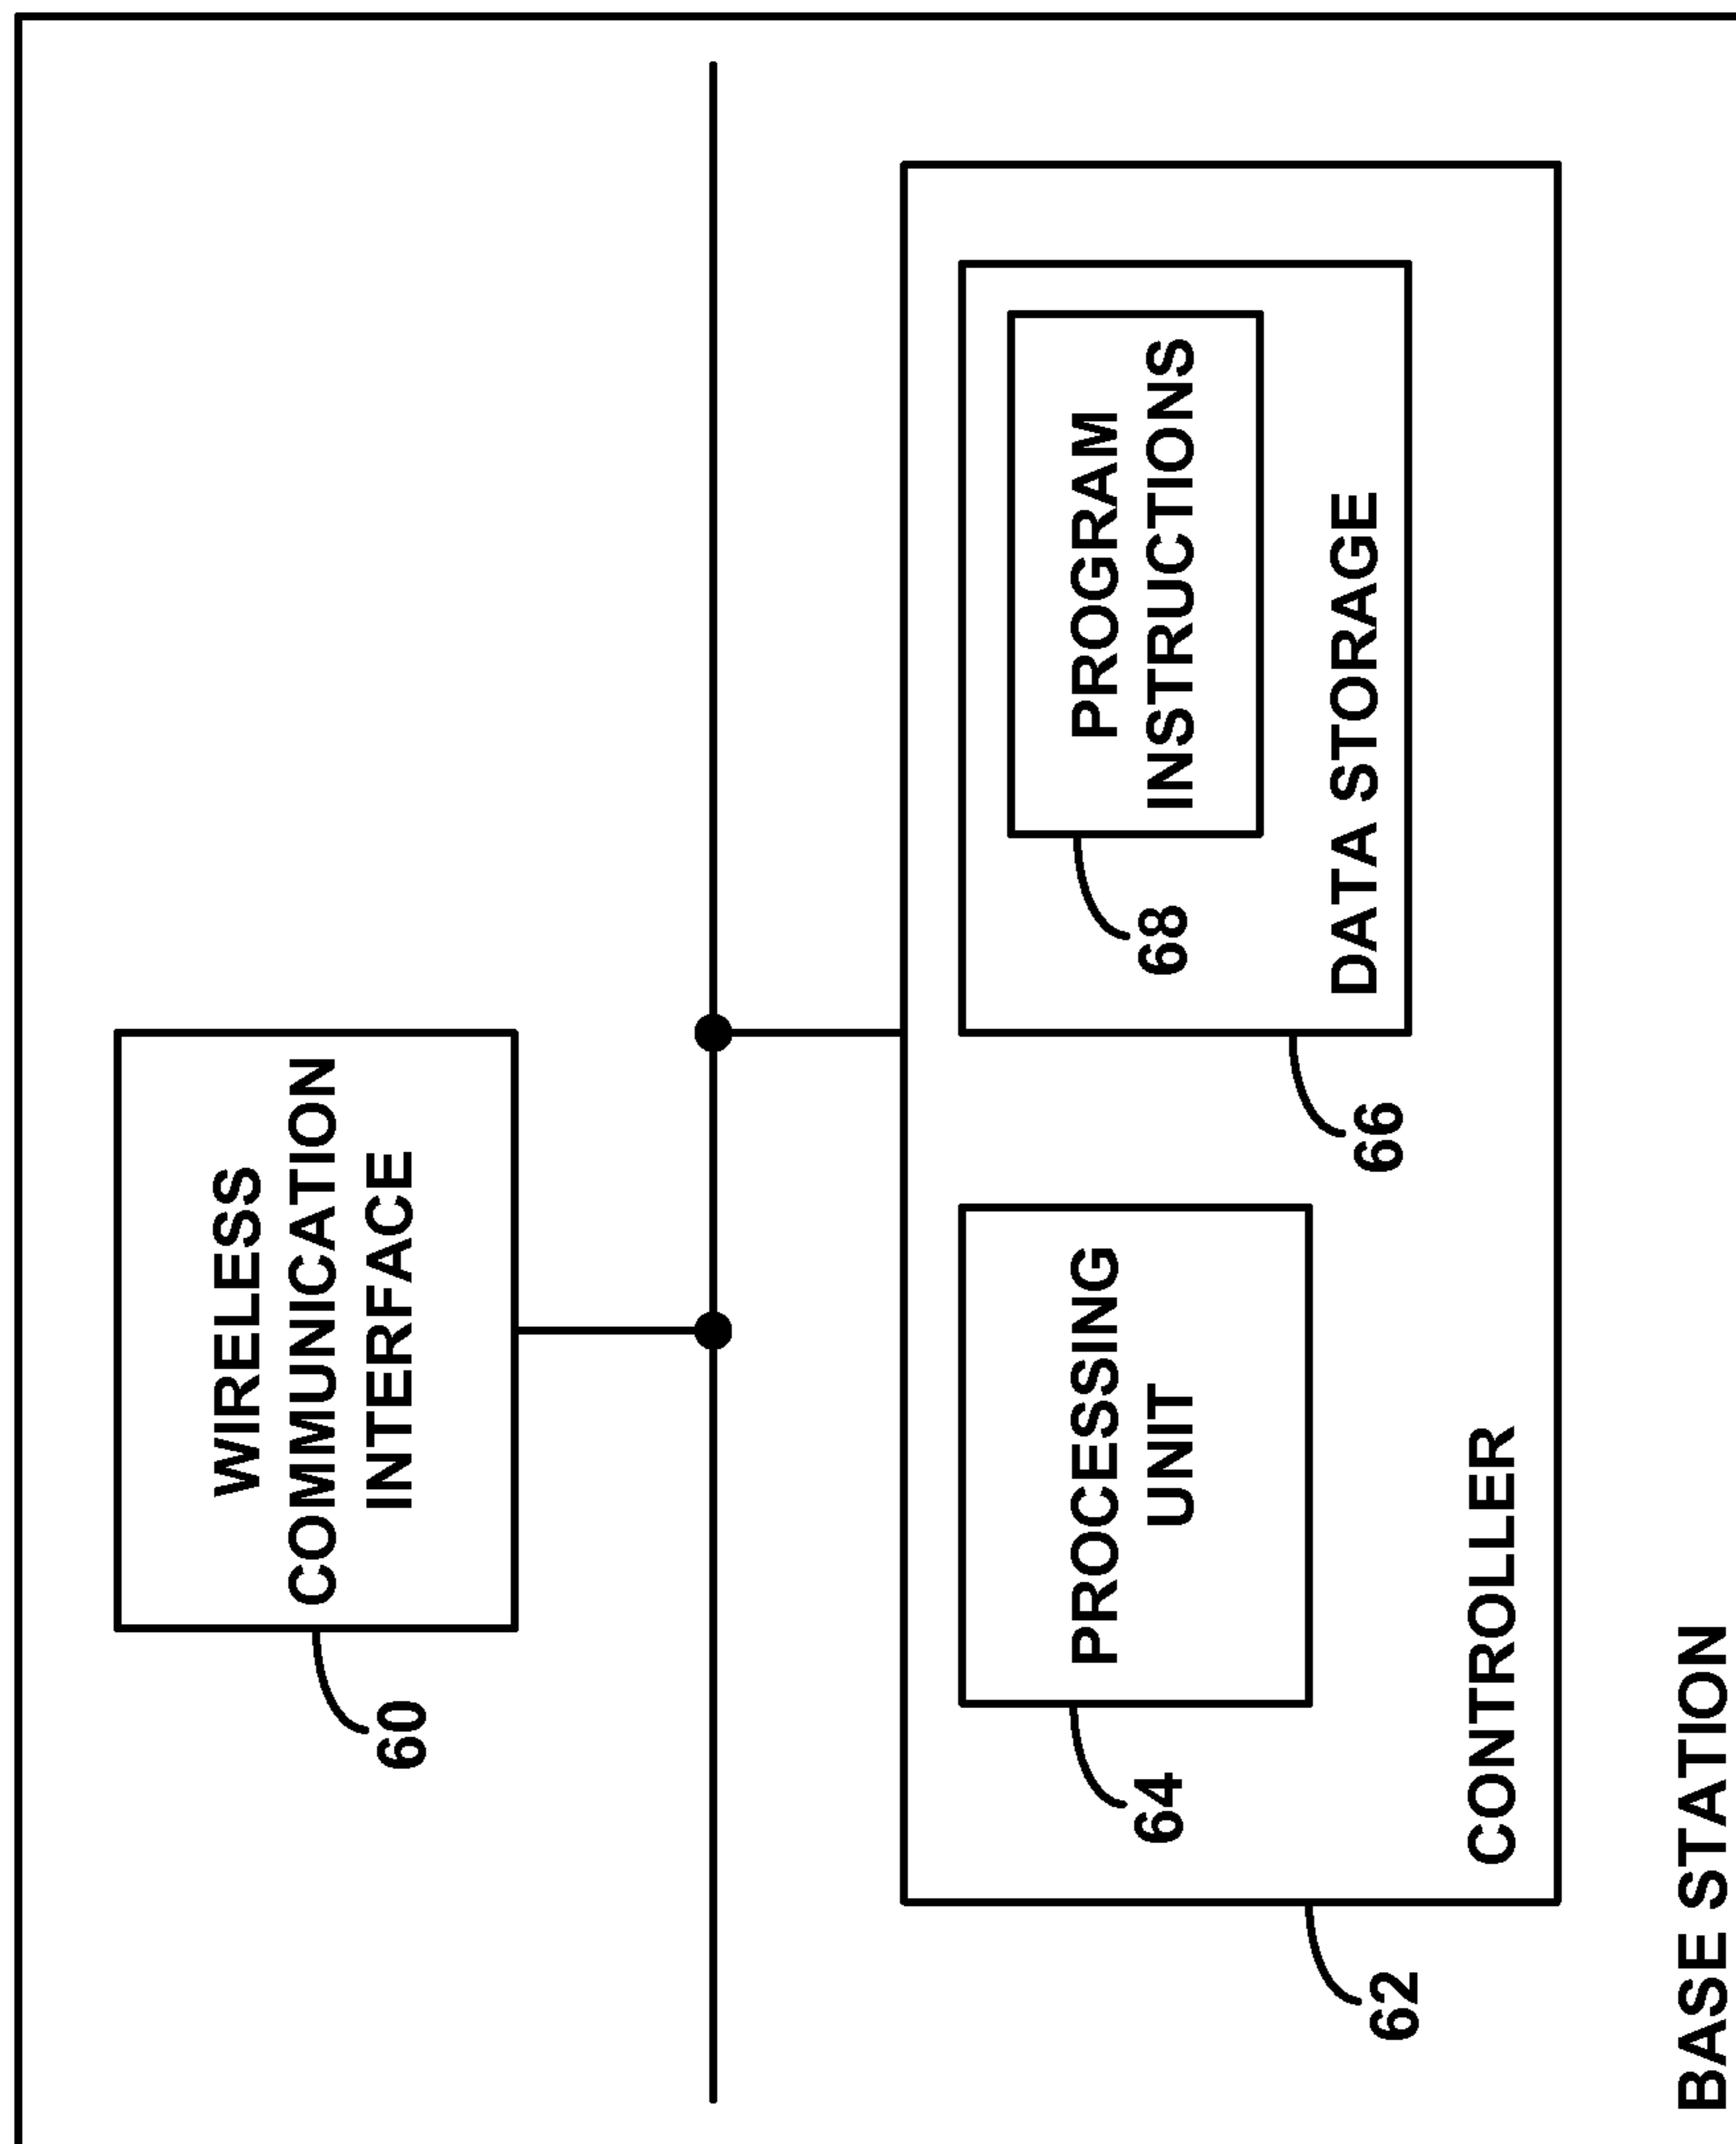 WIRELESS
COMMUNICATION
INTERFACE
60
PROCESSING
UNIT
64
PROGRAM
INSTRUCTIONS
68
DATA STORAGE
66
CONTROLLER
62
BASE STATION